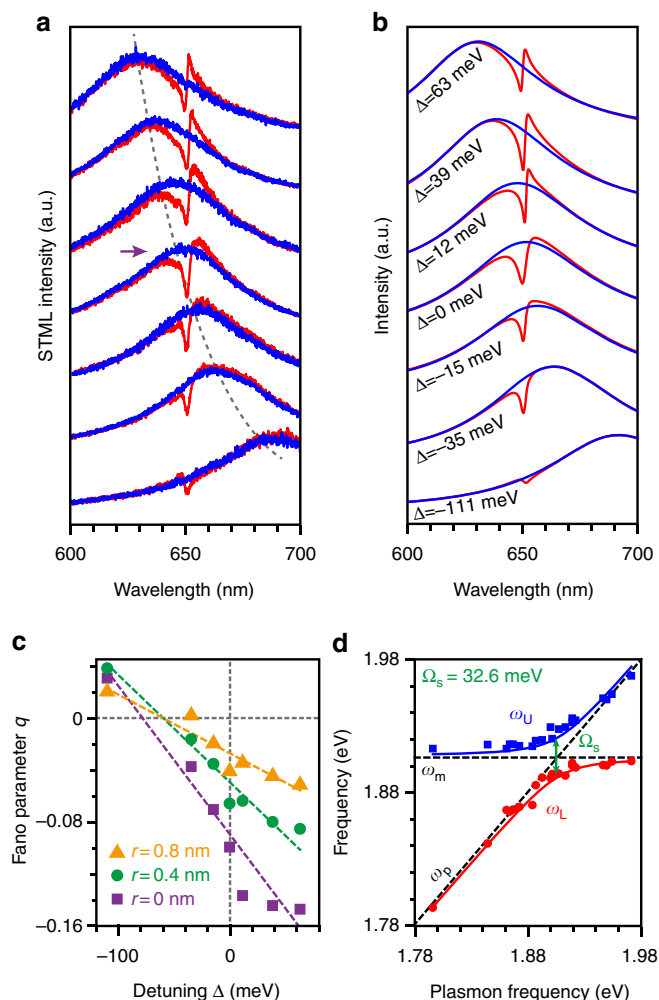 a
STML intensity (a.u.)
600
650
700
Wavelength (nm)
b
Intensity (a.u.)
Δ=63 meV
Δ=39 meV
Δ=12 meV
Δ=0 meV
Δ=–15 meV
Δ=–35 meV
Δ=–111 meV
600
650
700
Wavelength (nm)
c
Fano parameter q
0
–0.08
–0.16
r = 0.8 nm
r = 0.4 nm
r = 0 nm
–100
0
Detuning Δ (meV)
d
Frequency (eV)
1.98
1.88
1.78
Ωs = 32.6 meV
ωU
Ωs
ωm
ωL
ωp
1.78
1.88
1.98
Plasmon frequency (eV)